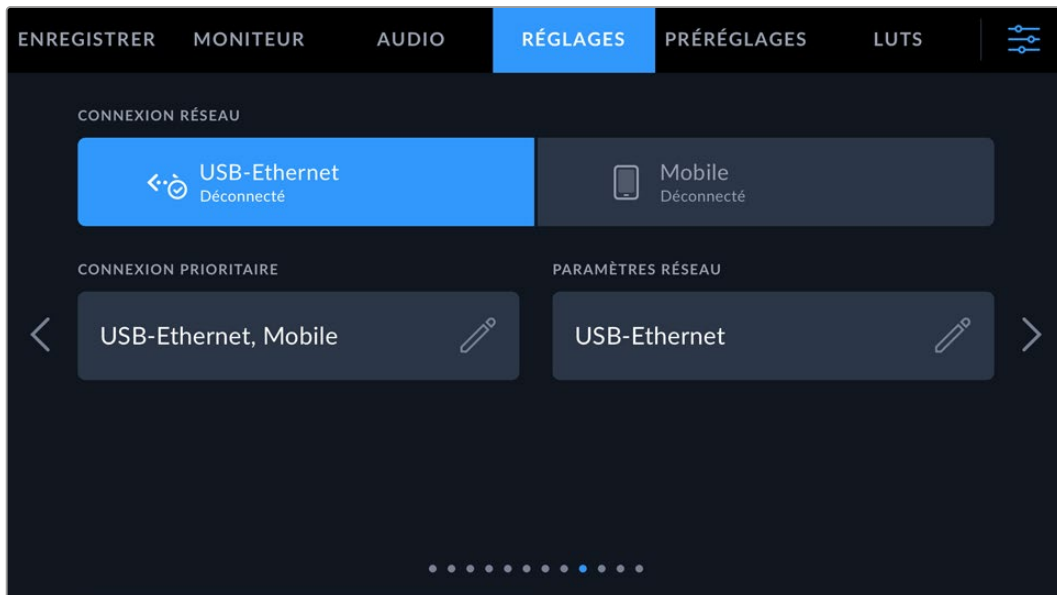 ENREGISTRER MONITEUR AUDIO RÉGLAGES PRÉRÉGLAGES LUTS
CONNEXION RÉSEAU
USB-Ethernet Mobile
Déconnecté Déconnecté
CONNEXION PRIORITAIRE PARAMÈTRES RÉSEAU
USB-Ethernet, Mobile USB-Ethernet